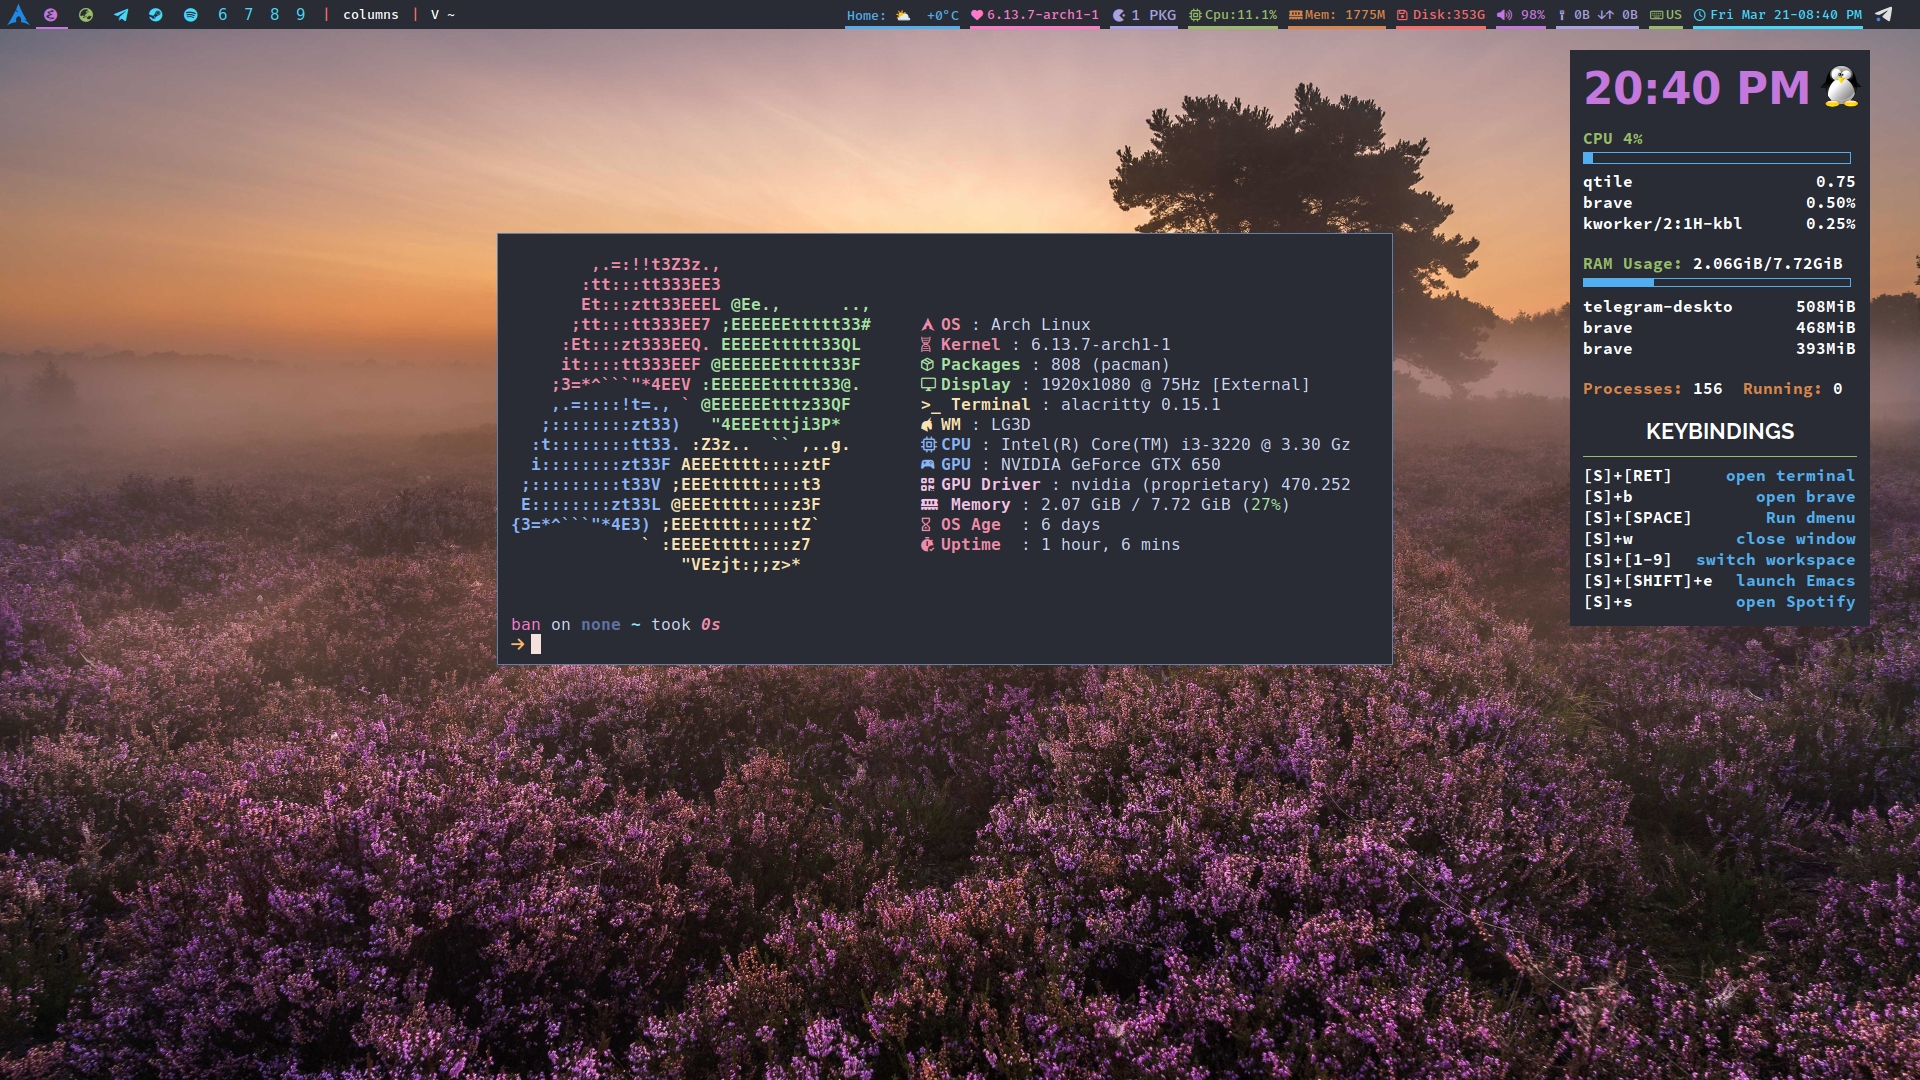 6 7 8 9 | columns | V ~
Home: +0°C 6.13.7-arch1-1 1 PKG Cpu:11.1% Mem: 1775M Disk:353G 98% 0B ↓↑ 0B US Fri Mar 21-08:40 PM
,.=:!!t3Z3z.,
:tt:::tt333EE3
Et:::ztt33EEEL @Ee.,      ..,
;tt:::tt333EE7 ;EEEEEEttttt33#
:Et:::zt333EEQ. EEEEEttttt33QL
it::::tt333EEF @EEEEEEttttt33F
;3=*^```"*4EEV :EEEEEEttttt33@.
,.=::::!t=., ` @EEEEEEtttz33QF
;::::::::zt33)   "4EEEtttji3P*
:t::::::::tt33. :Z3z..  `` ,..g.
i::::::::zt33F AEEEtttt::::ztF
;:::::::::t33V ;EEEttttt::::t3
E::::::::zt33L @EEEtttt::::z3F
{3=*^```"*4E3) ;EEEtttt:::::tZ`
` :EEEEtttt::::z7
"VEzjt:;;z>*
OS : Arch Linux
Kernel : 6.13.7-arch1-1
Packages : 808 (pacman)
Display : 1920x1080 @ 75Hz [External]
>_ Terminal : alacritty 0.15.1
WM : LG3D
CPU : Intel(R) Core(TM) i3-3220 @ 3.30 Gz
GPU : NVIDIA GeForce GTX 650
GPU Driver : nvidia (proprietary) 470.252
Memory : 2.07 GiB / 7.72 GiB (27%)
OS Age : 6 days
Uptime : 1 hour, 6 mins
ban on none ~ took 0s
→
20:40 PM
CPU 4%
qtile 0.75
brave 0.50%
kworker/2:1H-kbl 0.25%
RAM Usage: 2.06GiB/7.72GiB
telegram-deskto 508MiB
brave 468MiB
brave 393MiB
Processes: 156 Running: 0
KEYBINDINGS
[S]+[RET] open terminal
[S]+b open brave
[S]+[SPACE] Run dmenu
[S]+w close window
[S]+[1-9] switch workspace
[S]+[SHIFT]+e launch Emacs
[S]+s open Spotify